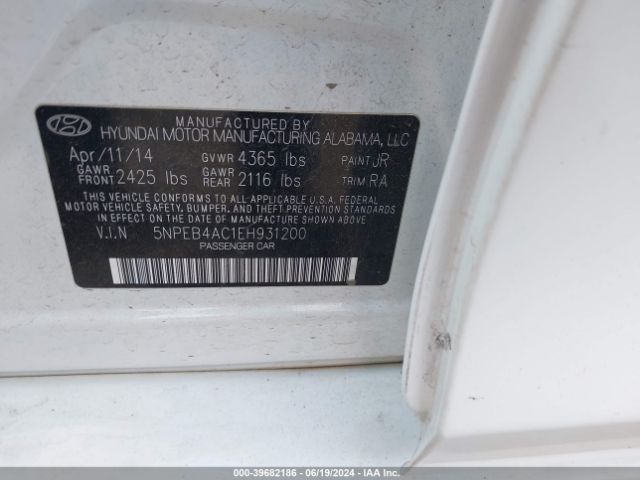 MANUFACTURED BY
HYUNDAI MOTOR MANUFACTURING ALABAMA, LLC
Apr/11/14 GVWR 4365 lbs PAINT JR
GAWR FRONT 2425 lbs GAWR REAR 2116 lbs TRIM RA
THIS VEHICLE CONFORMS TO ALL APPLICABLE U.S.A. FEDERAL
MOTOR VEHICLE SAFETY, BUMPER, AND THEFT PREVENTION STANDARDS
IN EFFECT ON THE DATE OF MANUFACTURE SHOWN ABOVE.
V.I.N 5NPEB4AC1EH931200
PASSENGER CAR
000-39682186 - 06/19/2024 - IAA Inc.